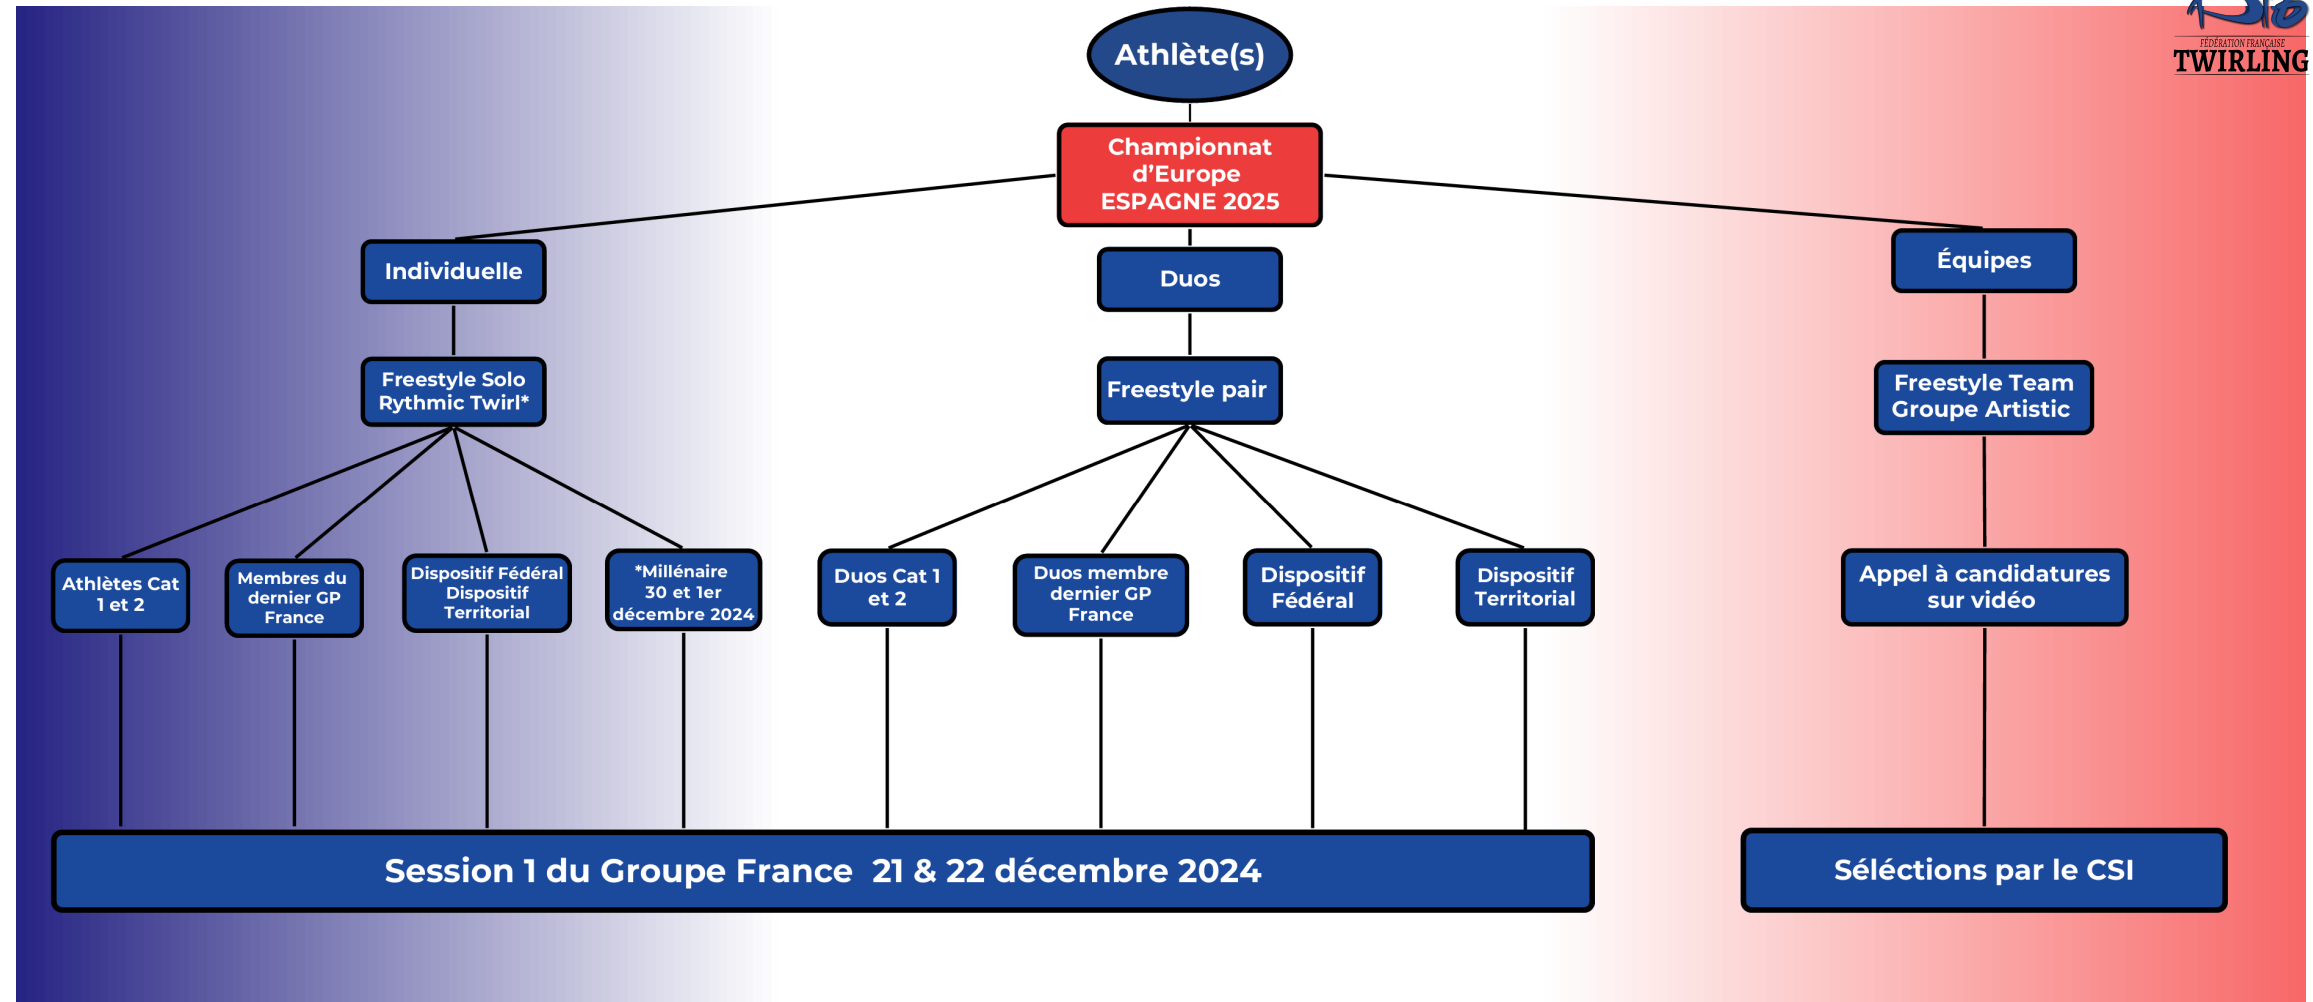 Athlète(s)
FÉDÉRATION FRANÇAISE
TWIRLING
Championnat
d’Europe
ESPAGNE 2025
Individuelle
Duos
Équipes
Freestyle Solo
Rythmic Twirl*
Freestyle pair
Freestyle Team
Groupe Artistic
Athlètes Cat
1 et 2
Membres du
dernier GP
France
Dispositif Fédéral
Dispositif
Territorial
*Millénaire
30 et 1er
décembre 2024
Duos Cat 1
et 2
Duos membre
dernier GP
France
Dispositif
Fédéral
Dispositif
Territorial
Appel à candidatures
sur vidéo
Session 1 du Groupe France 21 & 22 décembre 2024
Séléctions par le CSI